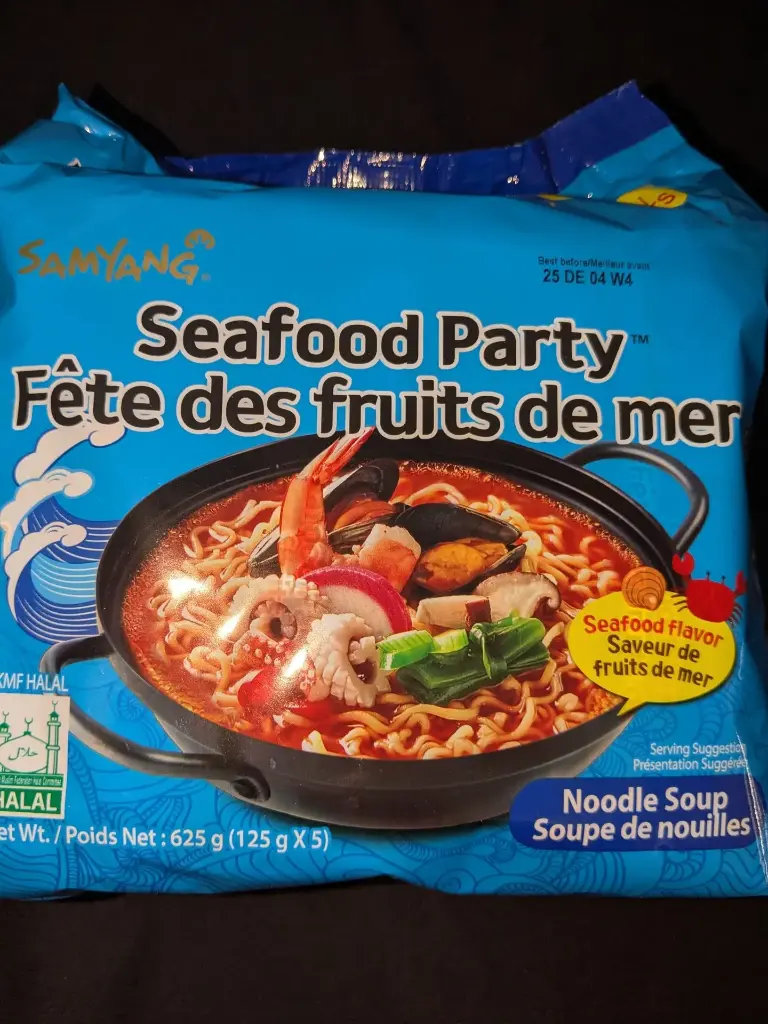 SAMYANG
Best before/Meilleur avant
25 DE 04 W4
Seafood Party™
Fête des fruits de mer
Seafood flavor
Saveur de
fruits de mer
KMF HALAL
حلال
HALAL
Serving Suggestion
Présentation Suggérée
Noodle Soup
Soupe de nouilles
et Wt. / Poids Net : 625 g (125 g X 5)